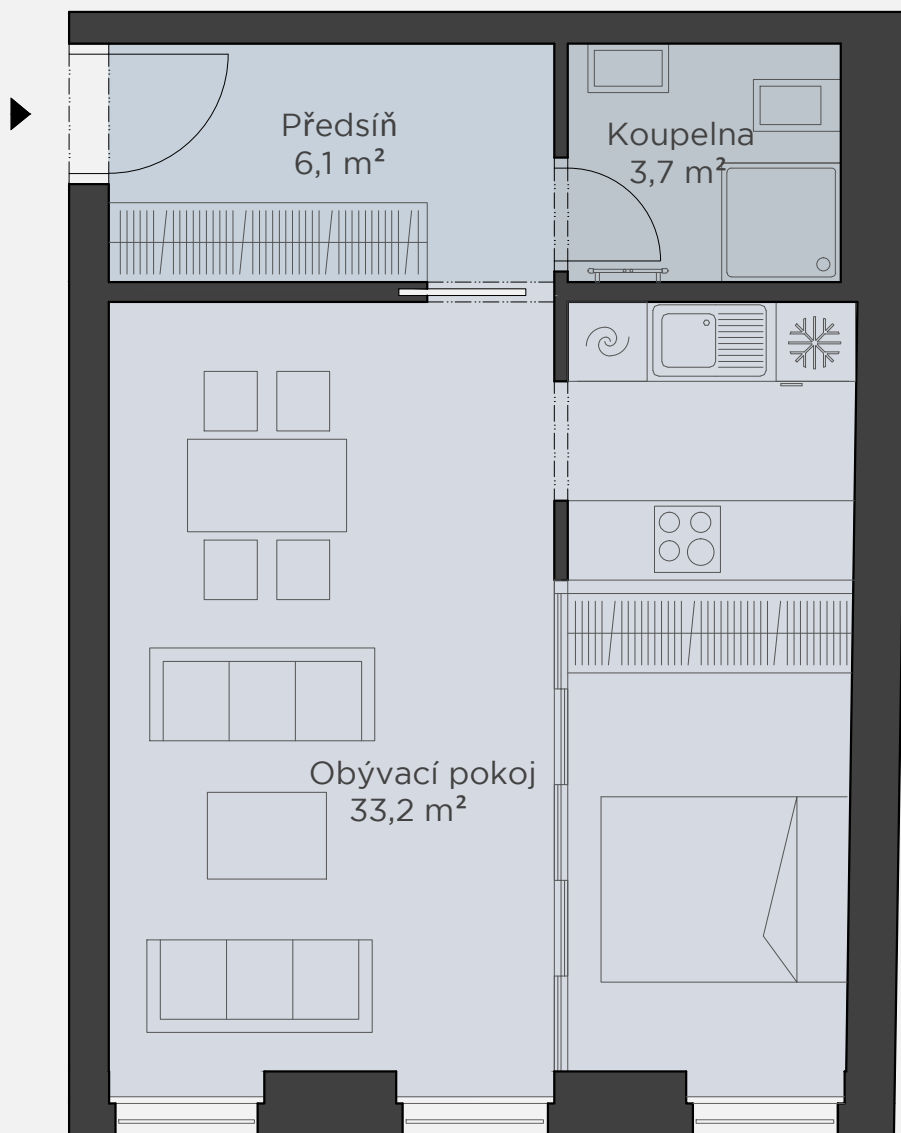 Předsíň
6,1 m²
Koupelna
3,7 m²
Obývací pokoj
33,2 m²